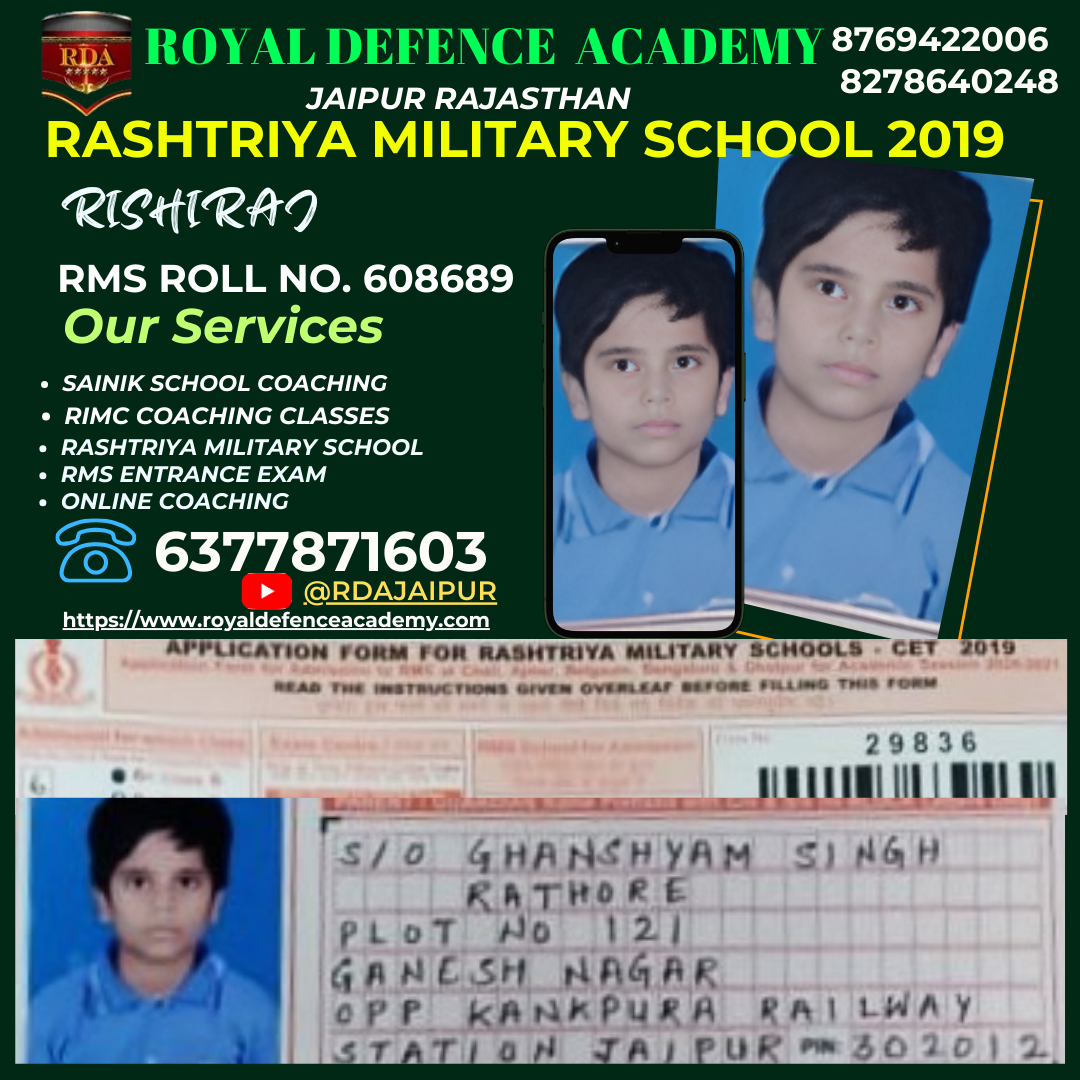 RDA
ROYAL DEFENCE ACADEMY
8769422006
8278640248
JAIPUR RAJASTHAN
RASHTRIYA MILITARY SCHOOL 2019
RISHIRAJ
RMS ROLL NO. 608689
Our Services
• SAINIK SCHOOL COACHING
• RIMC COACHING CLASSES
• RASHTRIYA MILITARY SCHOOL
• RMS ENTRANCE EXAM
• ONLINE COACHING
6377871603
@RDAJAIPUR
https://www.royaldefenceacademy.com
APPLICATION FORM FOR RASHTRIYA MILITARY SCHOOLS - CET 2019
READ THE INSTRUCTIONS GIVEN OVERLEAF BEFORE FILLING THIS FORM
29836
6
S/O GHANSHYAM SINGH
RATHORE
PLOT NO 121
GANESH NAGAR
OPP KANKPURA RAILWAY
STATION JAIPUR PIN: 302012